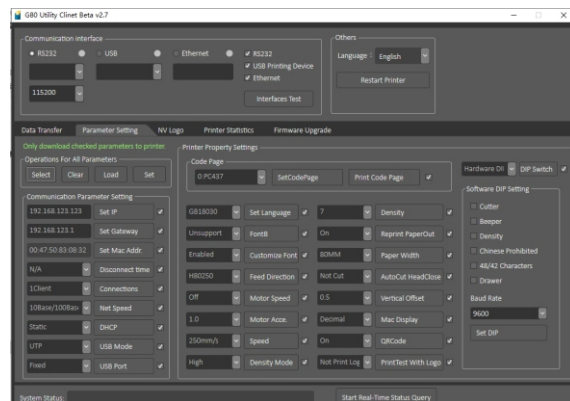 G80 Utility Clinet Beta v2.7
Communication interface
RS232 USB Ethernet
RS232
USB Printing Device
Ethernet
115200
Interfaces Test
Others
Language : English
Restart Printer
Data Transfer Parameter Setting NV Logo Printer Statistics Firmware Upgrade
Only download checked parameters to printer.
Operations For All Parameters
Select Clear Load Set
Communication Parameter Setting
192.168.123.123 Set IP
192.168.123.1 Set Gateway
00:47:50:83:08:32 Set Mac Addr.
N/A Disconnect time
1Client Connections
10Base/100Bas Net Speed
Static DHCP
UTP USB Mode
Fixed USB Port
Printer Property Settings
Code Page
0:PC437 SetCodePage Print Code Page
GB18030 Set Language 7 Density
Unsupport FontB On Reprint PaperOut
Enabled Customize Font 80MM Paper Width
H80250 Feed Direction Not Cut AutoCut HeadClose
Off Motor Speed 0.5 Vertical Offset
1.0 Motor Acce. Decimal Mac Display
250mm/s Speed On QRCode
High Density Mode Not Print Log PrintTest With Logo
Hardware DI DIP Switch
Software DIP Setting
Cutter
Beeper
Density
Chinese Prohibited
48/42 Characters
Drawer
Baud Rate
9600
Set DIP
System Status: Start Real-Time Status Query